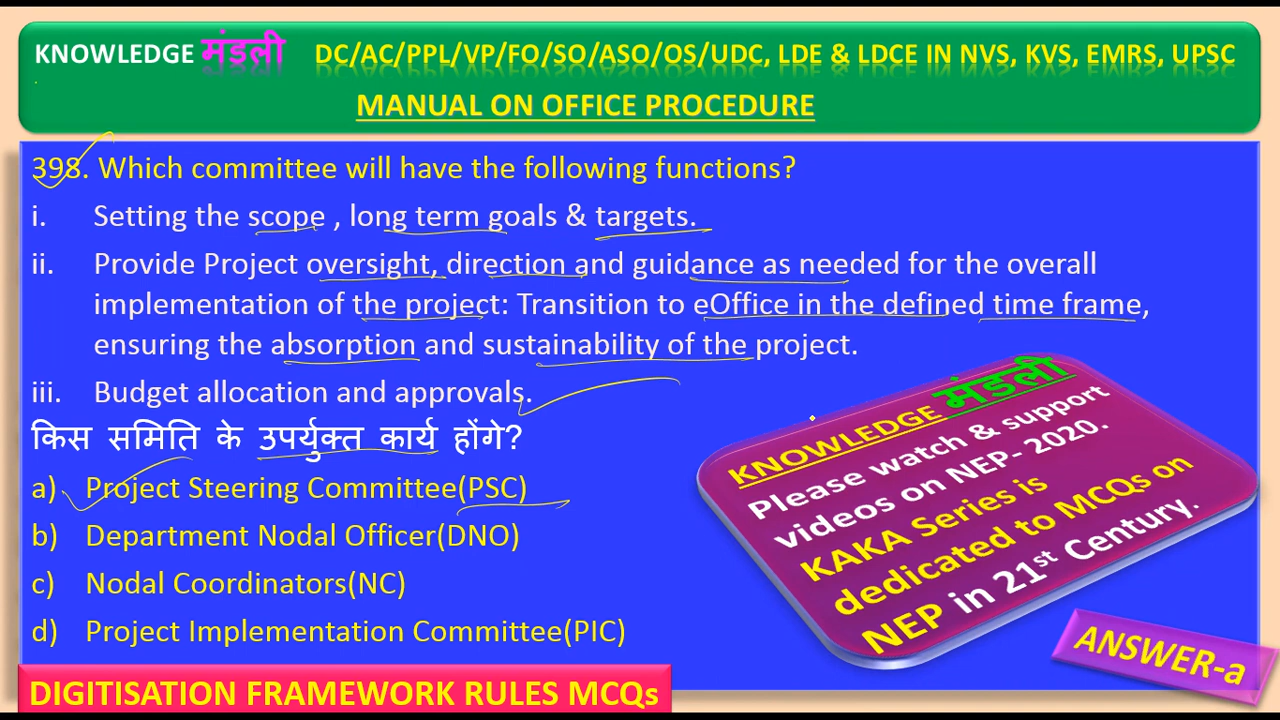 KNOWLEDGE मंडली DC/AC/PPL/VP/FO/SO/ASO/OS/UDC, LDE & LDCE IN NVS, KVS, EMRS, UPSC
MANUAL ON OFFICE PROCEDURE
398. Which committee will have the following functions?
i. Setting the scope , long term goals & targets.
ii. Provide Project oversight, direction and guidance as needed for the overall
implementation of the project: Transition to eOffice in the defined time frame,
ensuring the absorption and sustainability of the project.
iii. Budget allocation and approvals.
किस समिति के उपर्युक्त कार्य होंगे?
a) Project Steering Committee(PSC)
b) Department Nodal Officer(DNO)
c) Nodal Coordinators(NC)
d) Project Implementation Committee(PIC)
KNOWLEDGE मंडली
Please watch & support
videos on NEP- 2020.
KAKA Series is
dedicated to MCQs on
NEP in 21st Century.
ANSWER-a
DIGITISATION FRAMEWORK RULES MCQs